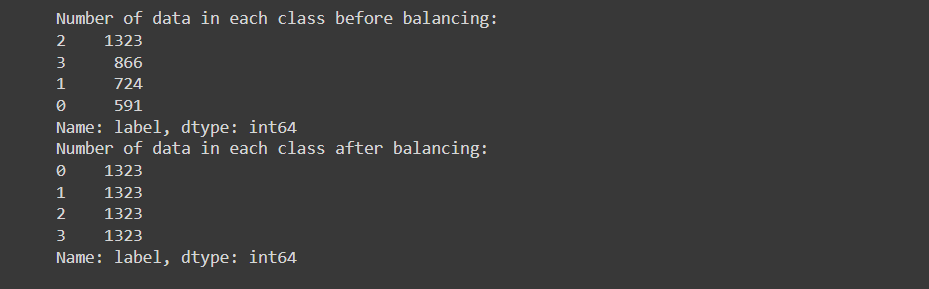 Number of data in each class before balancing:
2    1323
3     866
1     724
0     591
Name: label, dtype: int64
Number of data in each class after balancing:
0    1323
1    1323
2    1323
3    1323
Name: label, dtype: int64